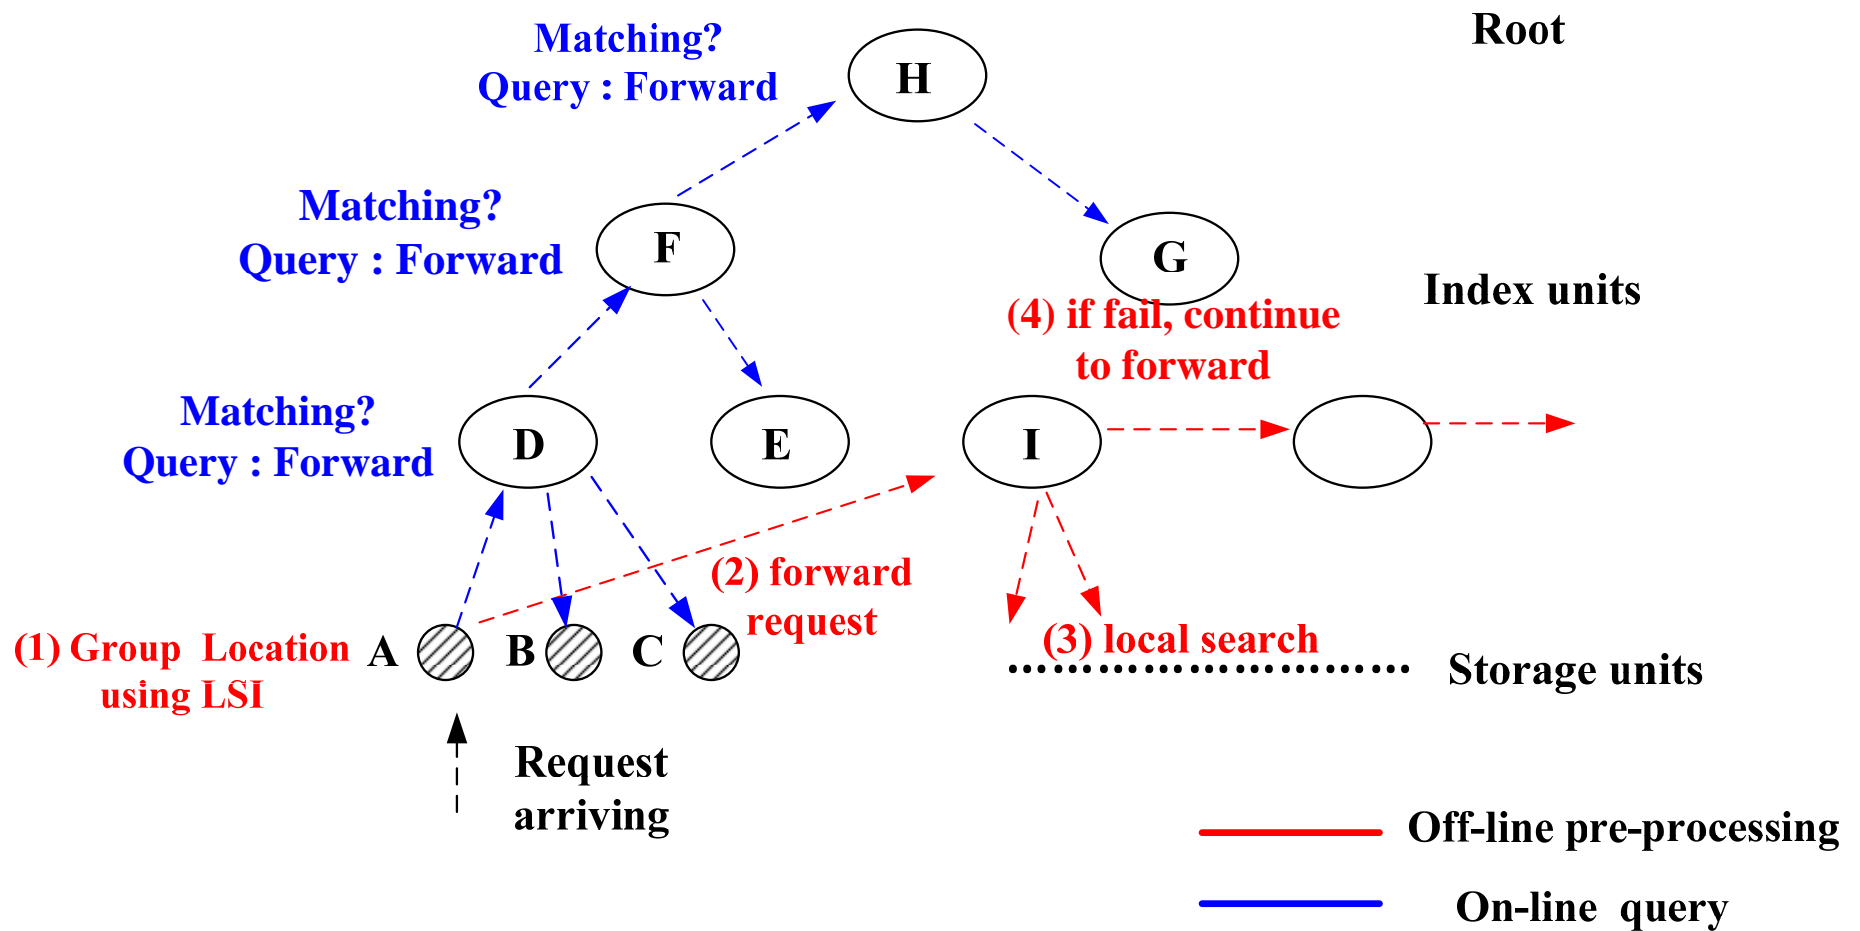 Matching?
Query : Forward
H
Root
Matching?
Query : Forward
F
G
Index units
(4) if fail, continue
to forward
Matching?
Query : Forward
D
E
I
(2) forward
request
(1) Group Location
using LSI
A
B
C
(3) local search
Storage units
Request
arriving
Off-line pre-processing
On-line query